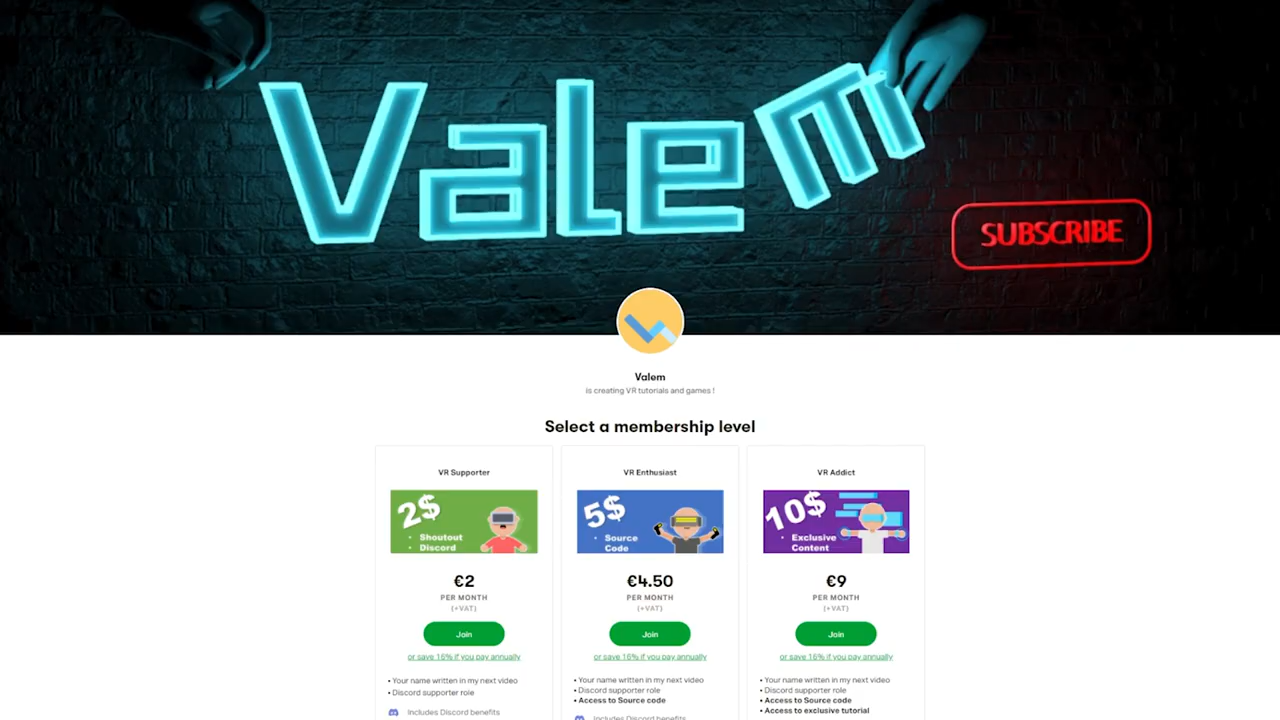 Valem
SUBSCRIBE
Valem
is creating VR tutorials and games !
Select a membership level
VR Supporter
2$
• Shoutout
• Discord
€2
PER MONTH
(+VAT)
Join
or save 16% if you pay annually
• Your name written in my next video
• Discord supporter role
Includes Discord benefits
VR Enthusiast
5$
• Source
Code
€4.50
PER MONTH
(+VAT)
Join
or save 16% if you pay annually
• Your name written in my next video
• Discord supporter role
• Access to Source code
Includes Discord benefits
VR Addict
10$
• Exclusive
Content
€9
PER MONTH
(+VAT)
Join
or save 16% if you pay annually
• Your name written in my next video
• Discord supporter role
• Access to Source code
• Access to exclusive tutorial